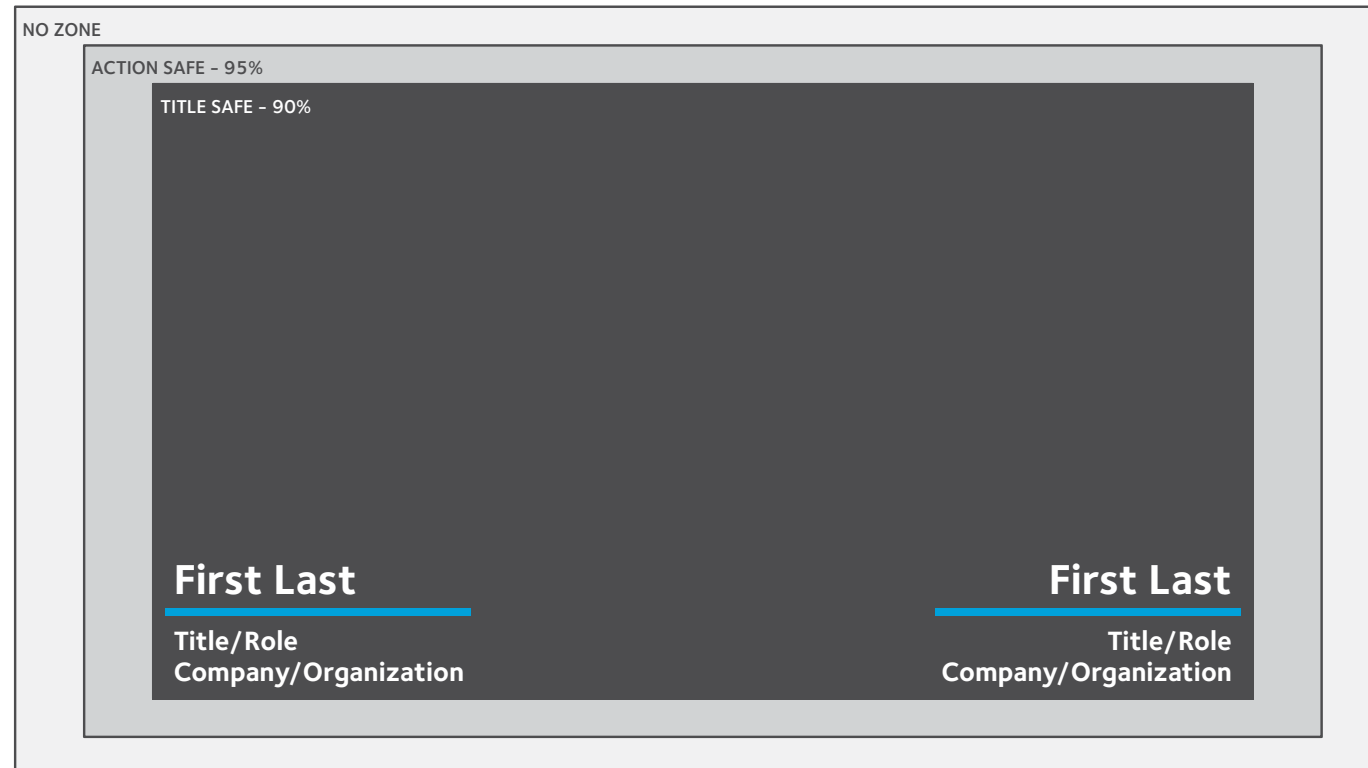 NO ZONE
ACTION SAFE – 95%
TITLE SAFE – 90%
First Last
Title/Role
Company/Organization
First Last
Title/Role
Company/Organization